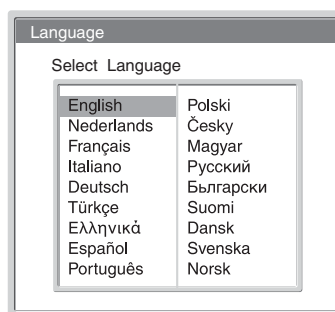 Language
Select Language
English
Nederlands
Français
Italiano
Deutsch
Türkçe
Ελληνικά
Español
Português
Polski
Česky
Magyar
Русский
Бьлгарски
Suomi
Dansk
Svenska
Norsk